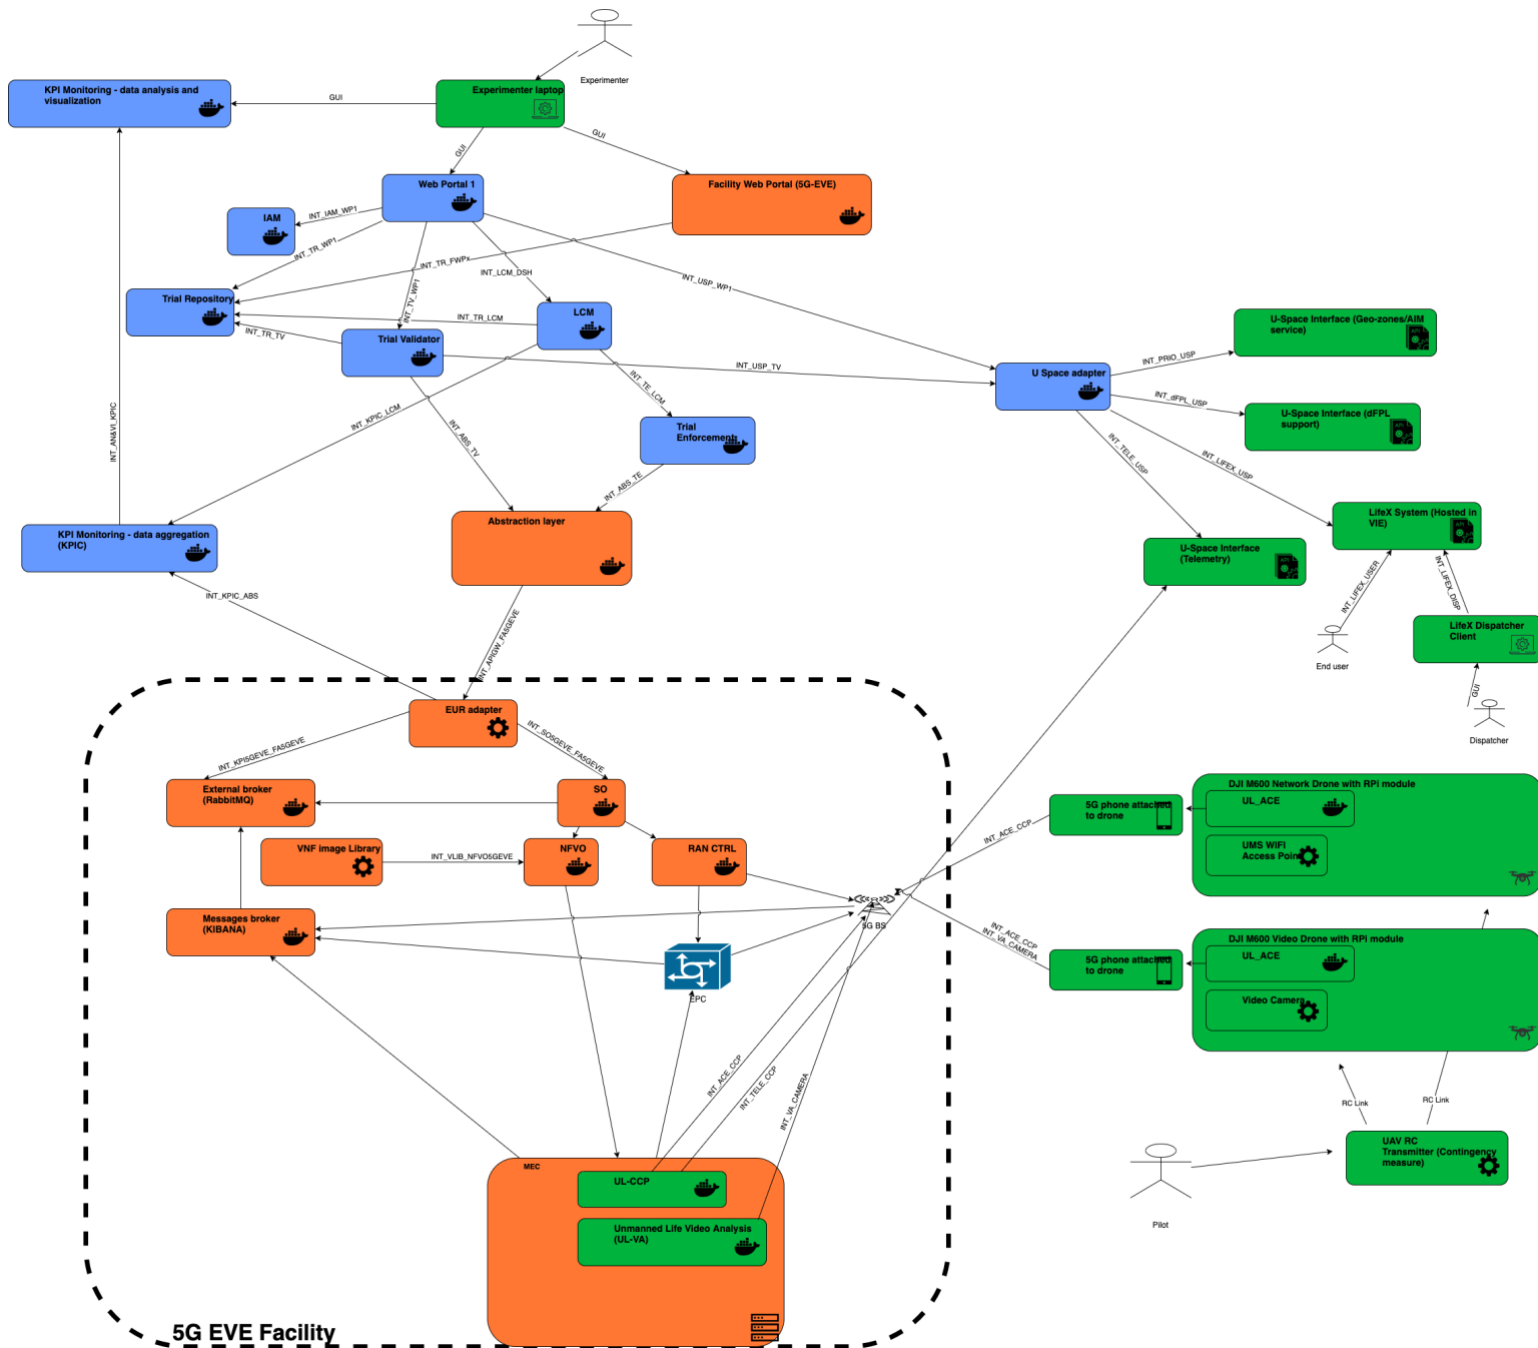 Experimenter
KPI Monitoring - data analysis and
visualization
GUI
Experimenter laptop
GUI
GUI
Web Portal 1
Facility Web Portal (5G-EVE)
IAM
INT_IAM_WP1
INT_TR_WP1
INT_TR_FWPx
INT_LCM_DSH
INT_USP_WP1
INT_TV_WP1
Trial Repository
INT_TR_LCM
LCM
INT_TR_TV
Trial Validator
INT_USP_TV
U Space adapter
INT_PRIO_USP
U-Space Interface (Geo-zones/AIM
service)
INT_dFPL_USP
U-Space Interface (dFPL
support)
INT_TE_LCM
INT_KPIC_LCM
INT_AN&VI_KPIC
INT_ABS_TV
Trial
Enforcement
INT_ABS_TE
INT_TELE_USP
INT_LIFEX_USP
LifeX System (Hosted in
VIE)
Abstraction layer
KPI Monitoring - data aggregation
(KPIC)
U-Space Interface
(Telemetry)
INT_LIFEX_USER
INT_LIFEX_DISP
INT_KPIC_ABS
INT_APIGW_FA5GEVE
LifeX Dispatcher
Client
End user
GUI
Dispatcher
EUR adapter
INT_KPI5GEVE_FA5GEVE
INT_SO5GEVE_FA5GEVE
External broker
(RabbitMQ)
SO
VNF image Library
INT_VLIB_NFVO5GEVE
NFVO
RAN CTRL
Messages broker
(KIBANA)
5G BS
EPC
INT_ACE_CCP
5G phone attached
to drone
DJI M600 Network Drone with RPi module
UL_ACE
UMS WIFI
Access Point
INT_ACE_CCP
INT_VA_CAMERA
5G phone attached
to drone
DJI M600 Video Drone with RPi module
UL_ACE
Video Camera
INT_ACE_CCP
INT_TELE_CCP
INT_VA_CAMERA
RC Link
RC Link
UAV RC
Transmitter (Contingency
measure)
Pilot
MEC
UL-CCP
Unmanned Life Video Analysis
(UL-VA)
5G EVE Facility